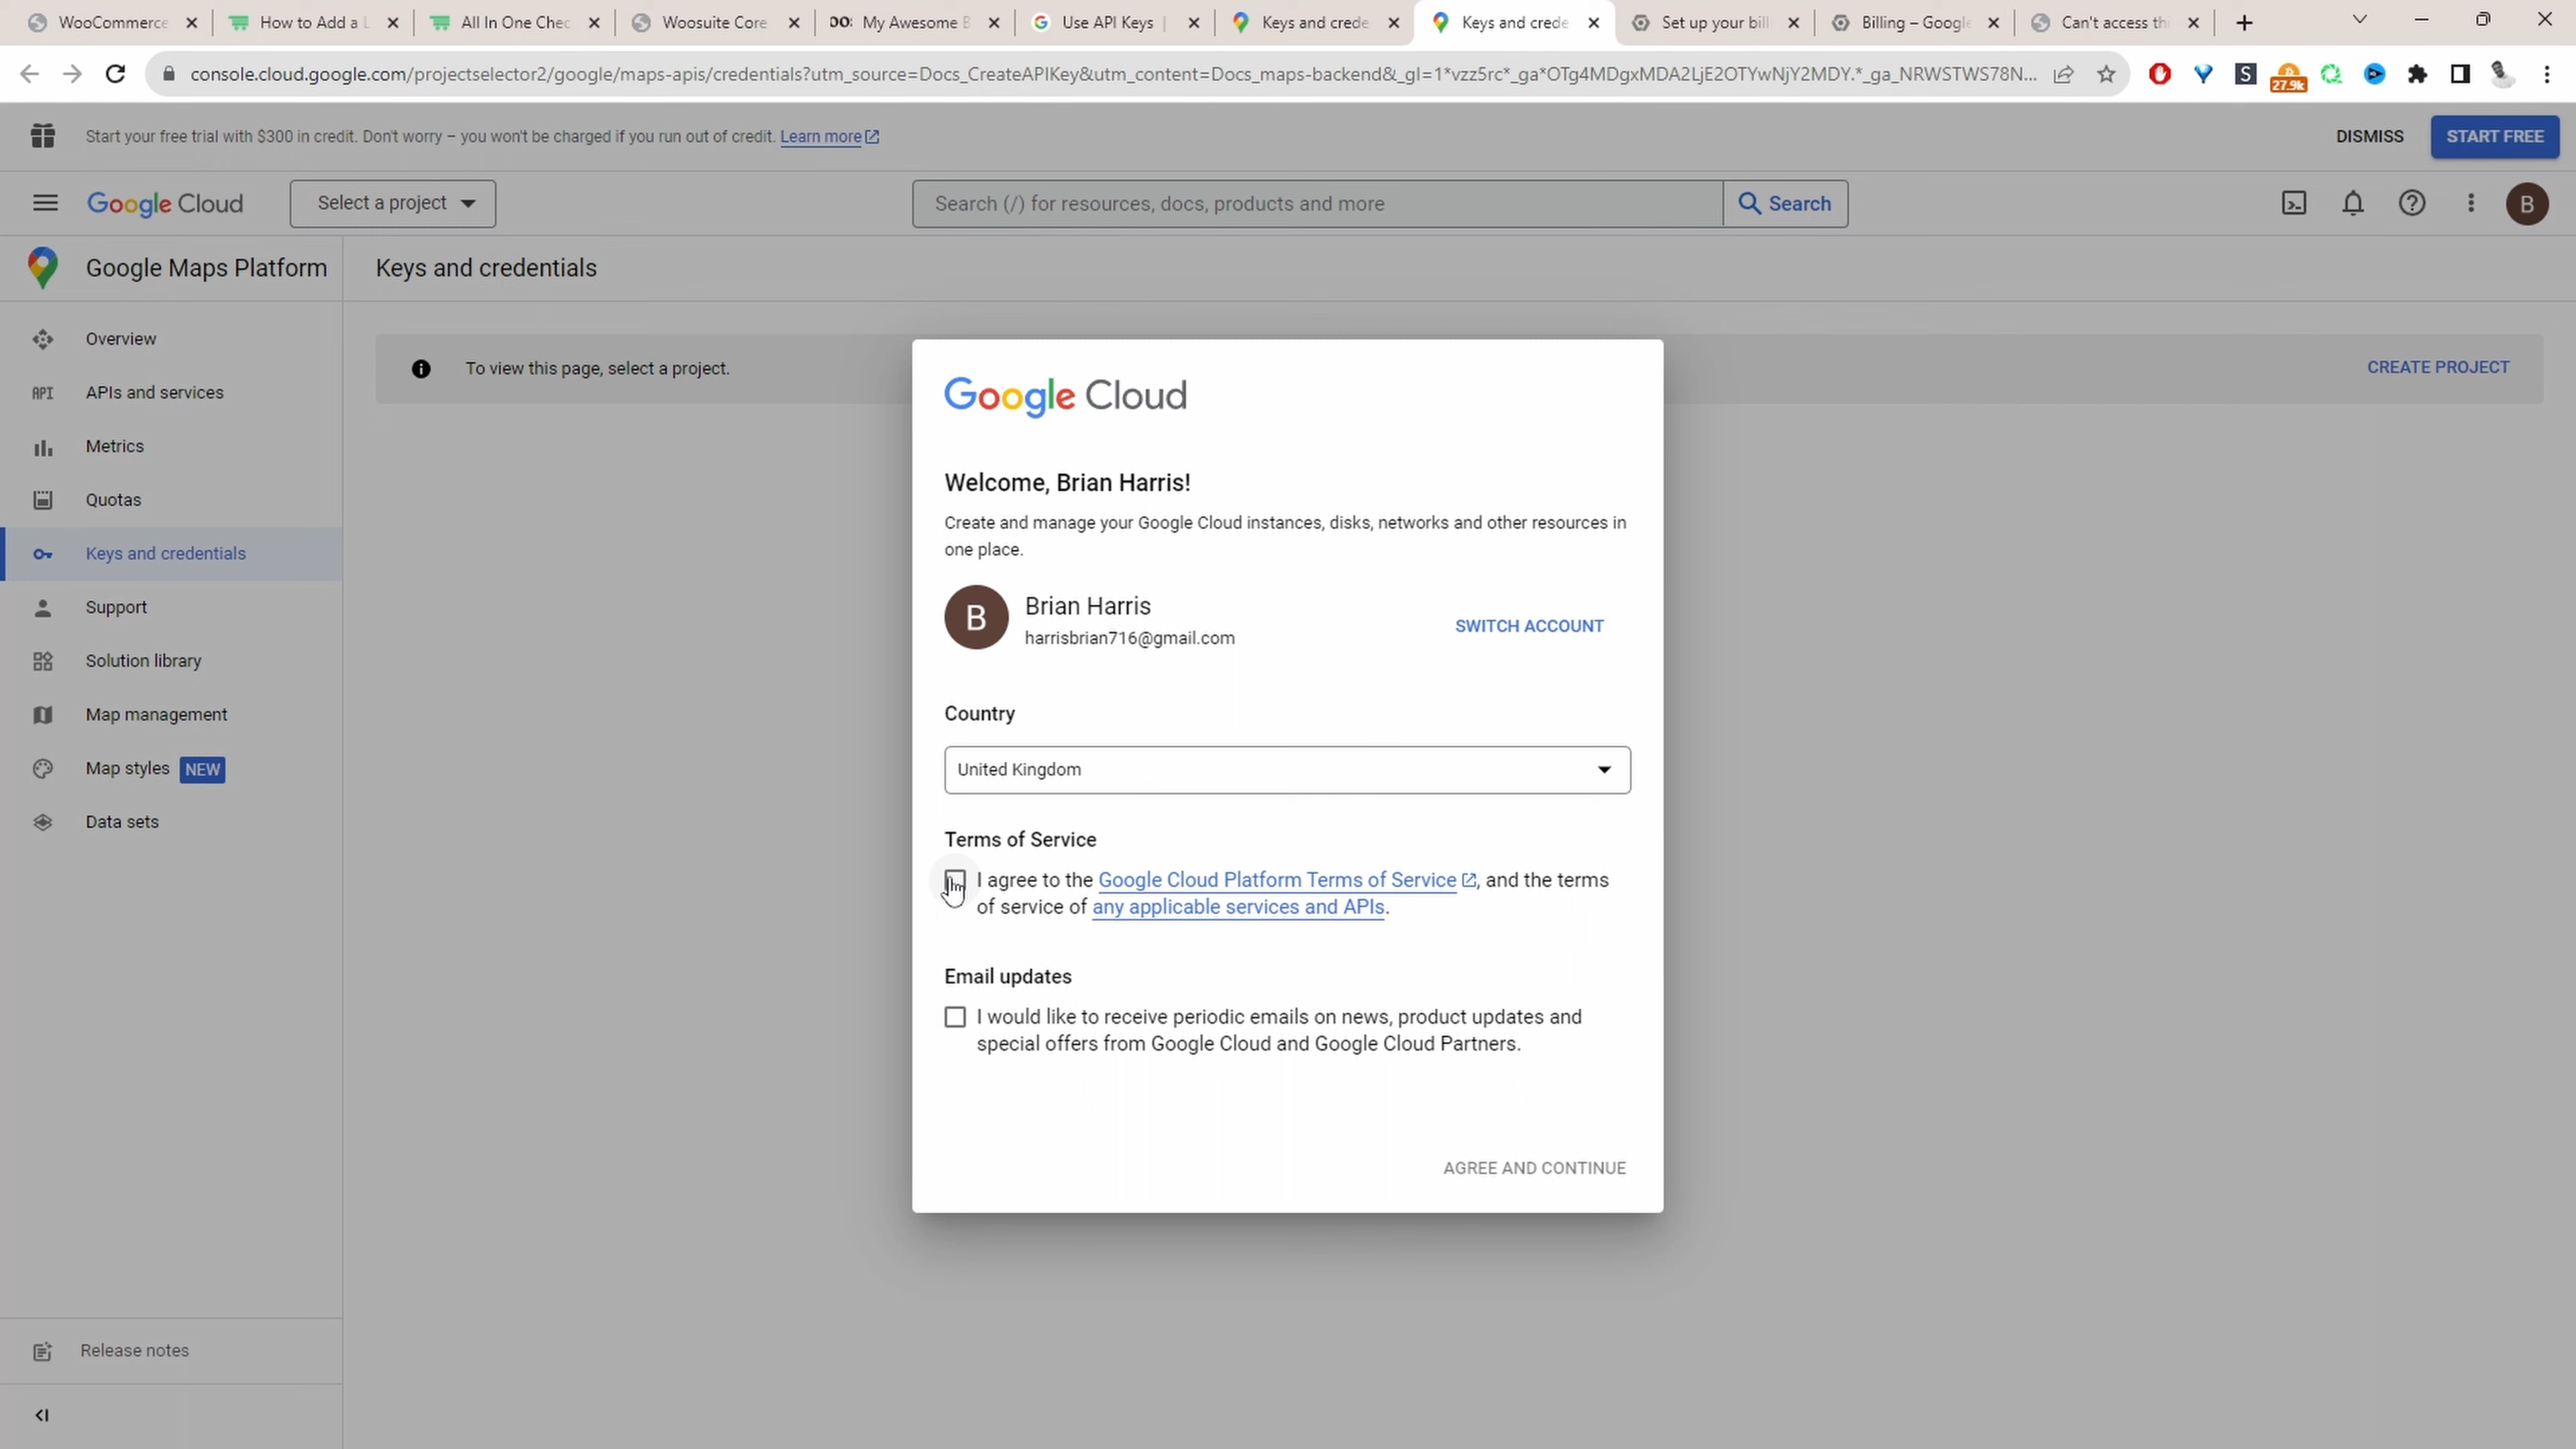 WooCommerce
How to Add a L
All In One Chec
Woosuite Core
My Awesome B
Use API Keys |
Keys and crede
Keys and crede
Set up your bill
Billing – Google
Can't access thi
console.cloud.google.com/projectselector2/google/maps-apis/credentials?utm_source=Docs_CreateAPIKey&utm_content=Docs_maps-backend&_gl=1*vzz5rc*_ga*OTg4MDgxMDA2LjE2OTYwNjY2MDY.*_ga_NRWSTWS78N...
27.9k
Start your free trial with $300 in credit. Don't worry – you won't be charged if you run out of credit. Learn more
DISMISS
START FREE
Google Cloud
Select a project
Search (/) for resources, docs, products and more
Search
B
Google Maps Platform
Keys and credentials
Overview
API APIs and services
Metrics
Quotas
Keys and credentials
Support
Solution library
Map management
Map styles NEW
Data sets
Release notes
To view this page, select a project.
CREATE PROJECT
Google Cloud
Welcome, Brian Harris!
Create and manage your Google Cloud instances, disks, networks and other resources in
one place.
B
Brian Harris
harrisbrian716@gmail.com
SWITCH ACCOUNT
Country
United Kingdom
Terms of Service
I agree to the Google Cloud Platform Terms of Service, and the terms
of service of any applicable services and APIs.
Email updates
I would like to receive periodic emails on news, product updates and
special offers from Google Cloud and Google Cloud Partners.
AGREE AND CONTINUE